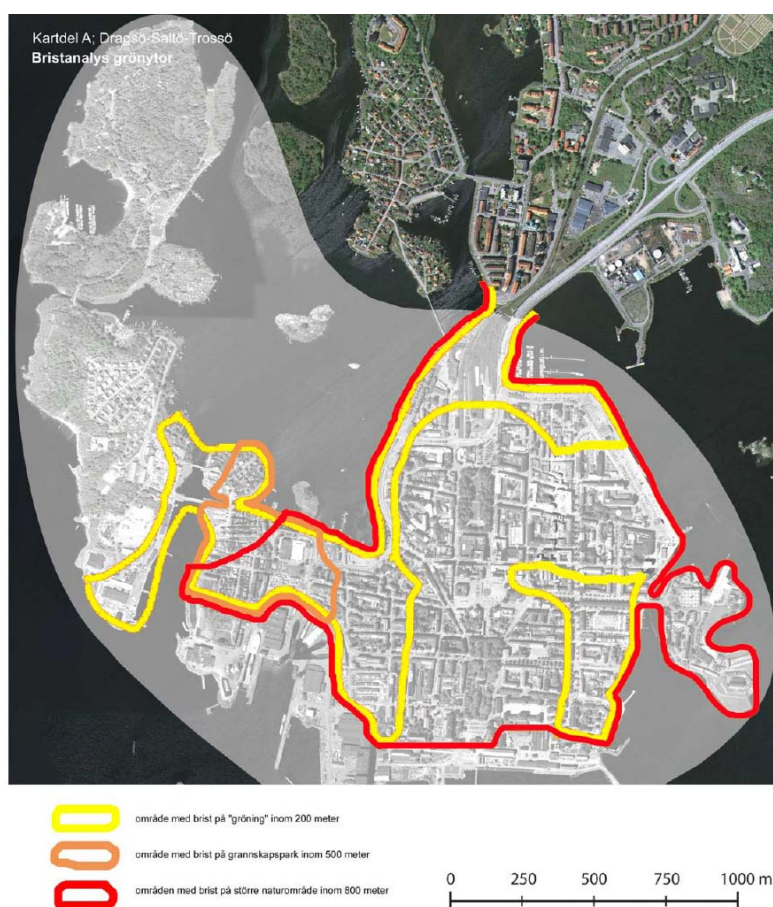 Kartdel A; Dragsö-Saltö-Trossö
Bristanalys grönytor
område med brist på "gröning" inom 200 meter
område med brist på grannskapspark inom 500 meter
områden med brist på större naturområde inom 800 meter
0 250 500 750 1000 m